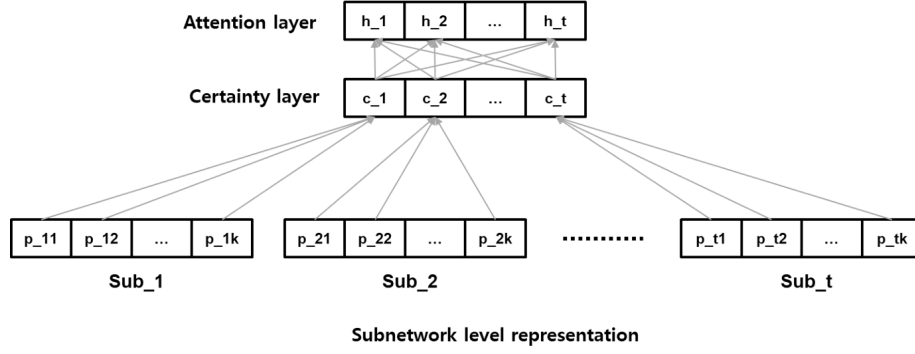 Attention layer h_1 h_2 ... h_t
Certainty layer c_1 c_2 ... c_t
p_11 p_12 ... p_1k p_21 p_22 ... p_2k p_t1 p_t2 ... p_tk
Sub_1 Sub_2 Sub_t
Subnetwork level representation